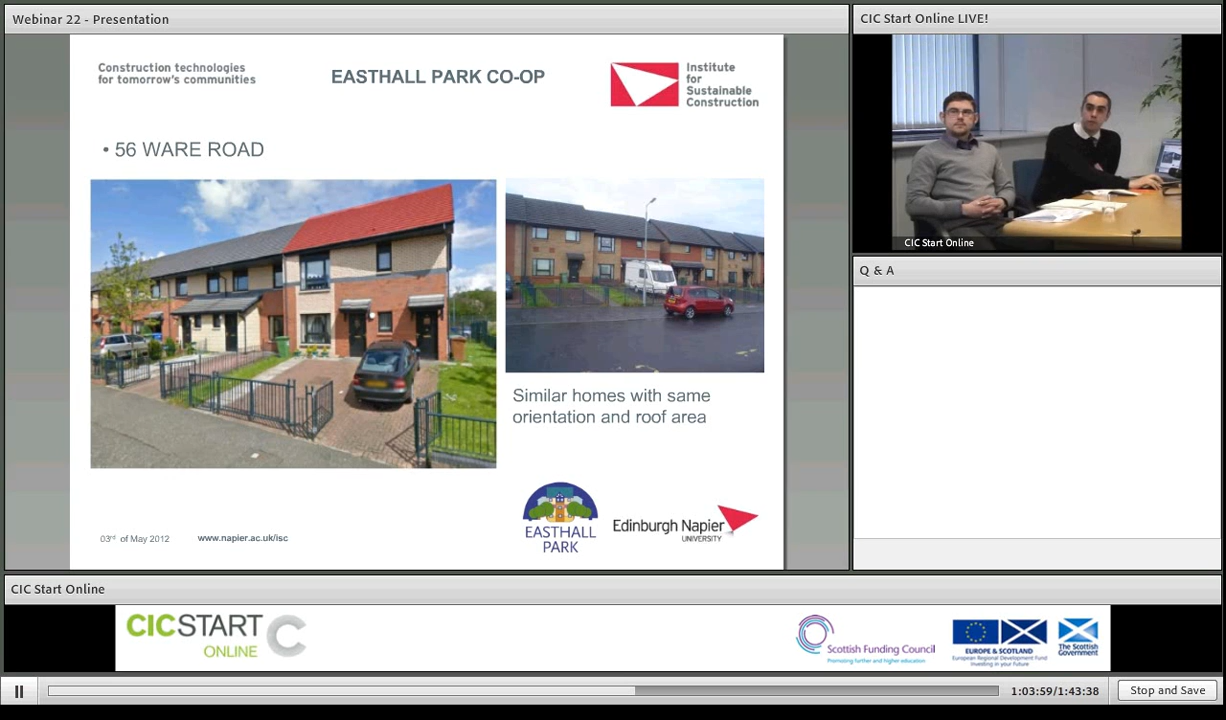 Webinar 22 - Presentation
Construction technologies
for tomorrow's communities
EASTHALL PARK CO-OP
Institute
for
Sustainable
Construction
• 56 WARE ROAD
Similar homes with same
orientation and roof area
03rd of May 2012
www.napier.ac.uk/isc
EASTHALL
PARK
Edinburgh Napier
UNIVERSITY
CIC Start Online LIVE!
CIC Start Online
Q & A
CIC Start Online
CICSTART
ONLINE
Scottish Funding Council
Promoting further and higher education
EUROPE & SCOTLAND
European Regional Development Fund
Investing in your Future
The Scottish
Government
1:03:59/1:43:38
Stop and Save